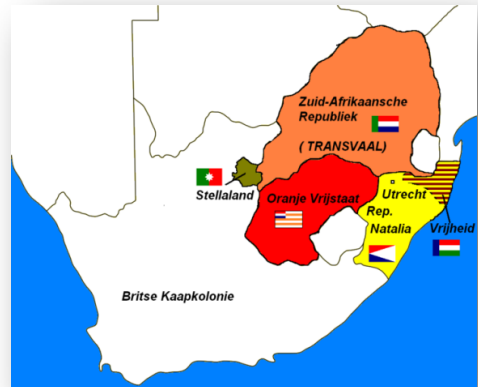 Zuid-Afrikaansche
Republiek
( TRANSVAAL)
Stellaland
Oranje Vrijstaat
Utrecht
Rep.
Natalia
Vrijheid
Britse Kaapkolonie